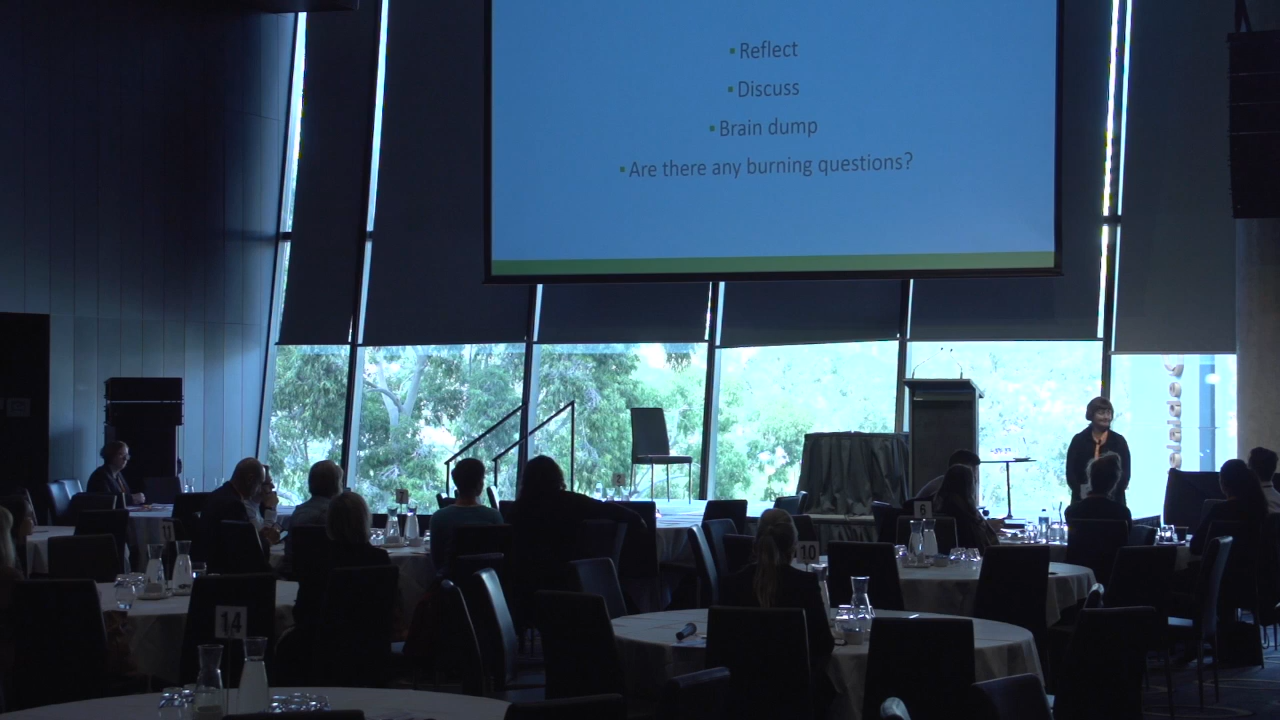 ▪ Reflect
▪ Discuss
▪ Brain dump
▪ Are there any burning questions?
6
10
14